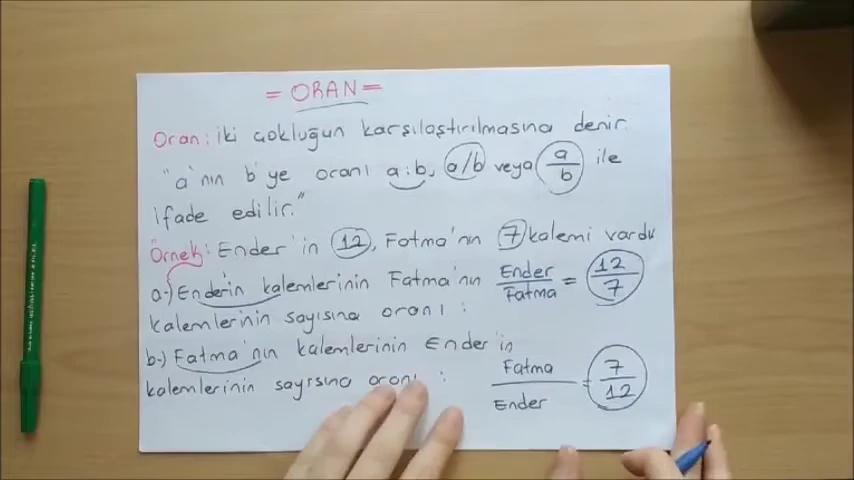 = ORAN =
Oran: iki çokluğun karşılaştırılmasına denir.
"a'nın b'ye oranı a:b, a/b veya a/b ile
ifade edilir."
Örnek: Ender'in 12, Fatma'nın 7 kalemi vardır
a-) Ender'in kalemlerinin Fatma'nın Ender/Fatma = 12/7
kalemlerinin sayısına oranı :
b-) Fatma'nın kalemlerinin Ender'in
kalemlerinin sayısına oranı : Fatma/Ender = 7/12